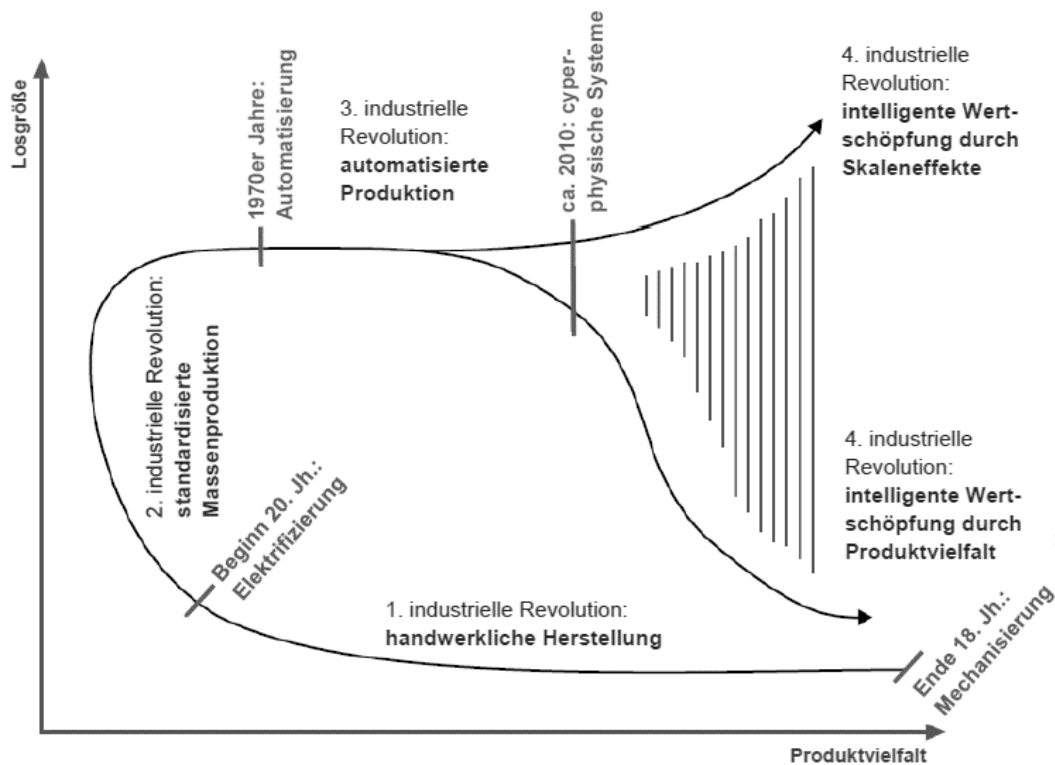 Losgröße
1970er Jahre:
Automatisierung
3. industrielle
Revolution:
automatisierte
Produktion
ca. 2010: cyper-
physische Systeme
4. industrielle
Revolution:
intelligente Wert-
schöpfung durch
Skaleneffekte
2. industrielle Revolution:
standardisierte
Massenproduktion
Beginn 20. Jh.:
Elektrifizierung
1. industrielle Revolution:
handwerkliche Herstellung
4. industrielle
Revolution:
intelligente Wert-
schöpfung durch
Produktvielfalt
Ende 18. Jh.:
Mechanisierung
Produktvielfalt